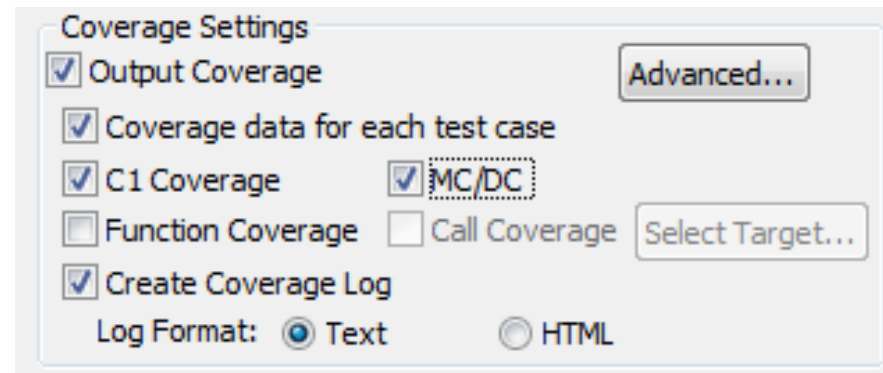 Coverage Settings
Output Coverage Advanced...
Coverage data for each test case
C1 Coverage MC/DC
Function Coverage Call Coverage Select Target...
Create Coverage Log
Log Format: Text HTML